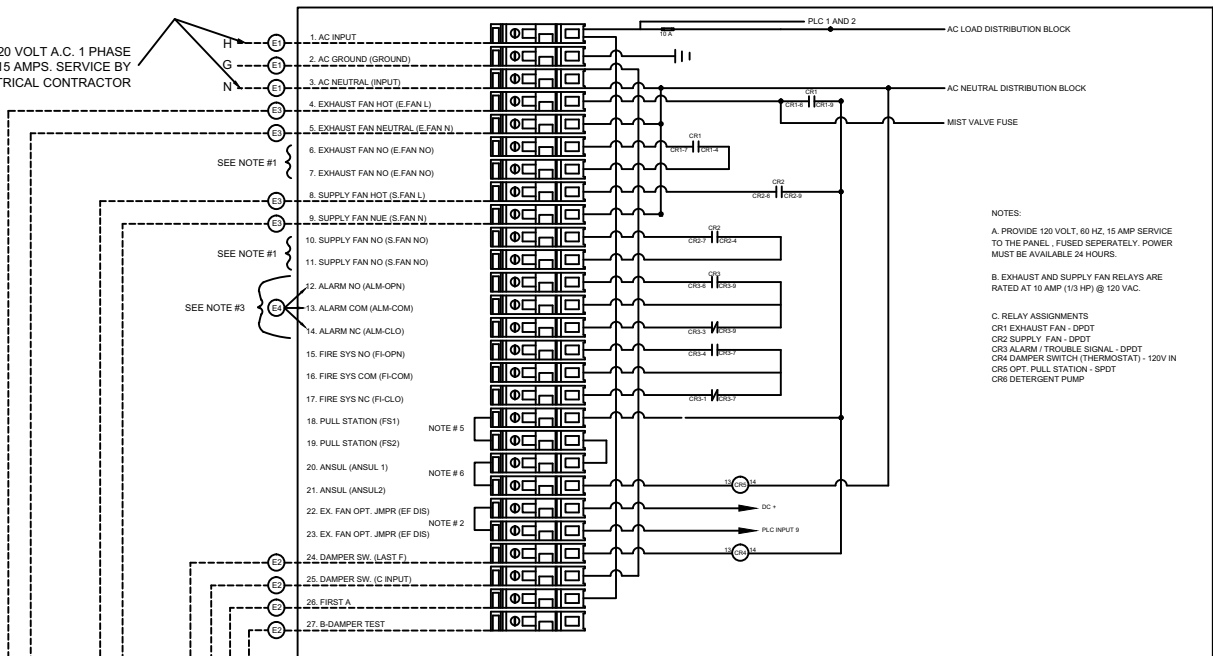 20 VOLT A.C. 1 PHASE
15 AMPS. SERVICE BY
TRICAL CONTRACTOR
H
G
N
E1
E1
E1
E3
E3
SEE NOTE #1
E3
E3
SEE NOTE #1
SEE NOTE #3
E4
E2
E2
E2
E2
1. AC INPUT
2. AC GROUND (GROUND)
3. AC NEUTRAL (INPUT)
4. EXHAUST FAN HOT (E.FAN L)
5. EXHAUST FAN NEUTRAL (E.FAN N)
6. EXHAUST FAN NO (E.FAN NO)
7. EXHAUST FAN NO (E.FAN NO)
8. SUPPLY FAN HOT (S.FAN L)
9. SUPPLY FAN NUE (S.FAN N)
10. SUPPLY FAN NO (S.FAN NO)
11. SUPPLY FAN NO (S.FAN NO)
12. ALARM NO (ALM-OPN)
13. ALARM COM (ALM-COM)
14. ALARM NC (ALM-CLO)
15. FIRE SYS NO (FI-OPN)
16. FIRE SYS COM (FI-COM)
17. FIRE SYS NC (FI-CLO)
18. PULL STATION (FS1)
19. PULL STATION (FS2)
20. ANSUL (ANSUL 1)
21. ANSUL (ANSUL2)
22. EX. FAN OPT. JMPR (EF DIS)
23. EX. FAN OPT. JMPR (EF DIS)
24. DAMPER SW. (LAST F)
25. DAMPER SW. (C INPUT)
26. FIRST A
27. B-DAMPER TEST
NOTE # 5
NOTE # 6
NOTE # 2
PLC 1 AND 2
10 A
AC LOAD DISTRIBUTION BLOCK
AC NEUTRAL DISTRIBUTION BLOCK
CR1
CR1-6 CR1-9
MIST VALVE FUSE
CR1
CR1-7 CR1-4
CR2
CR2-6 CR2-9
CR2
CR2-7 CR2-4
CR3
CR3-6 CR3-9
CR3-3 CR3-9
CR3-4 CR3-7
CR3-1 CR3-7
13 CR5 14
DC +
PLC INPUT 9
13 CR4 14
NOTES:
A. PROVIDE 120 VOLT, 60 HZ, 15 AMP SERVICE
TO THE PANEL , FUSED SEPERATELY. POWER
MUST BE AVAILABLE 24 HOURS.
B. EXHAUST AND SUPPLY FAN RELAYS ARE
RATED AT 10 AMP (1/3 HP) @ 120 VAC.
C. RELAY ASSIGNMENTS
CR1 EXHAUST FAN - DPDT
CR2 SUPPLY FAN - DPDT
CR3 ALARM / TROUBLE SIGNAL - DPDT
CR4 DAMPER SWITCH (THERMOSTAT) - 120V IN
CR5 OPT. PULL STATION - SPDT
CR6 DETERGENT PUMP